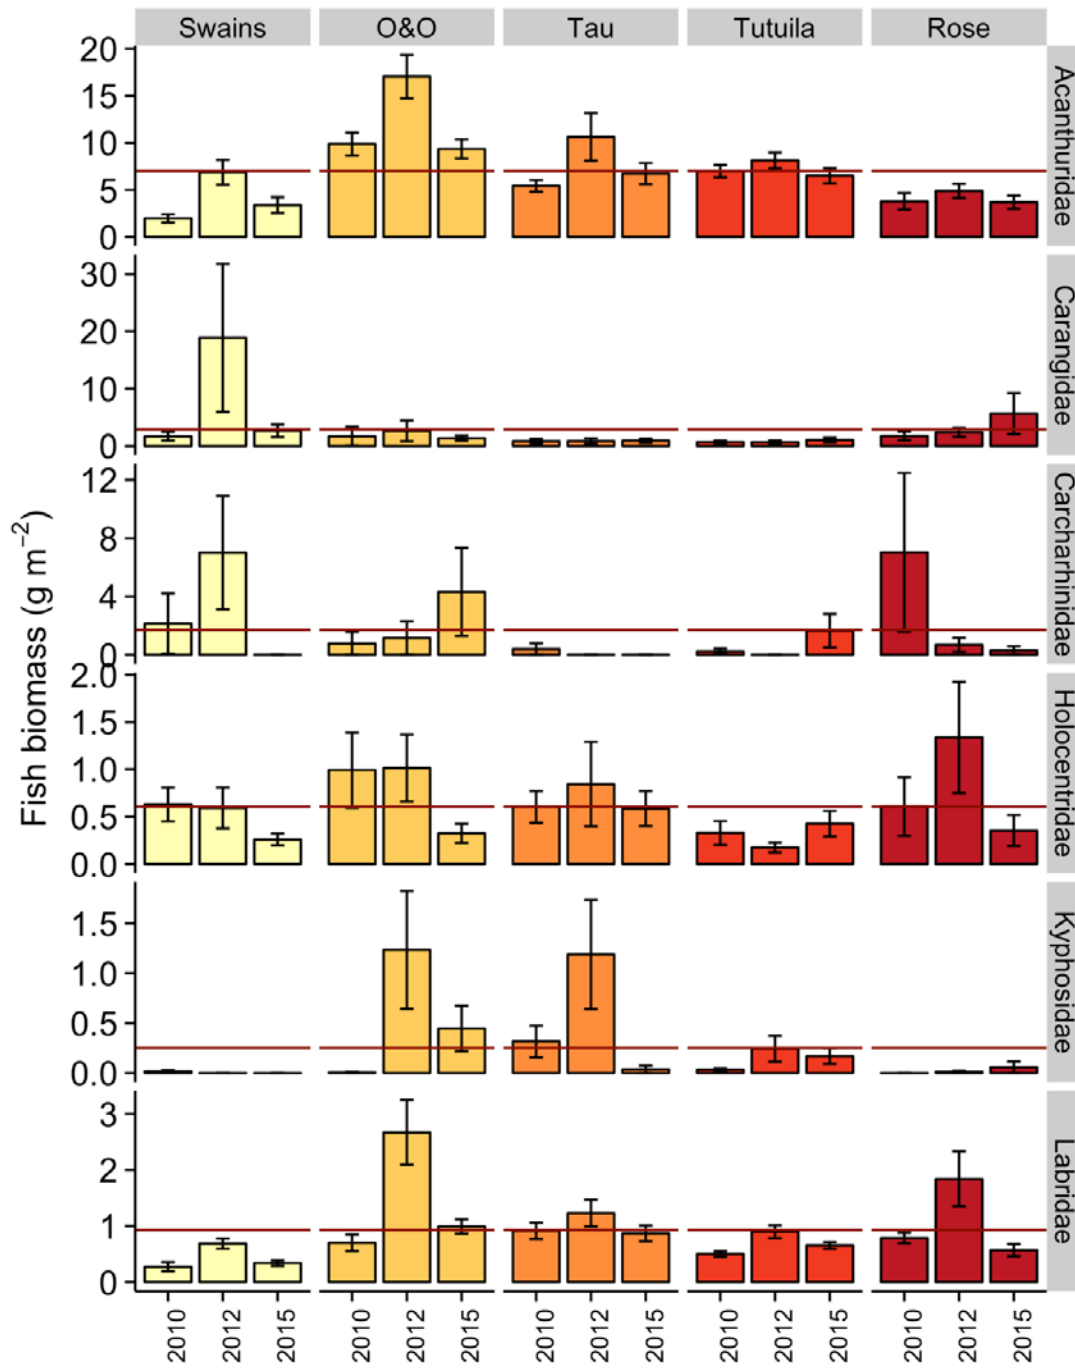 Swains O&O Tau Tutuila Rose
Fish biomass (g m⁻²)
20
15
10
5
0
Acanthuridae
30
20
10
0
Carangidae
12
8
4
0
Carcharhinidae
2.0
1.5
1.0
0.5
0.0
Holocentridae
1.5
1.0
0.5
0.0
Kyphosidae
3
2
1
0
Labridae
2010 2012 2015 2010 2012 2015 2010 2012 2015 2010 2012 2015 2010 2012 2015